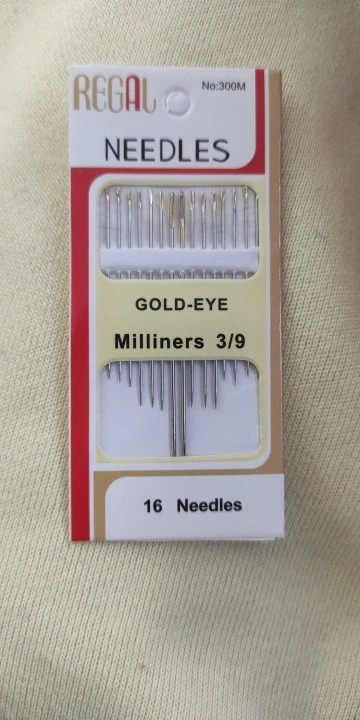 REGAL
No:300M
NEEDLES
GOLD-EYE
Milliners 3/9
16 Needles